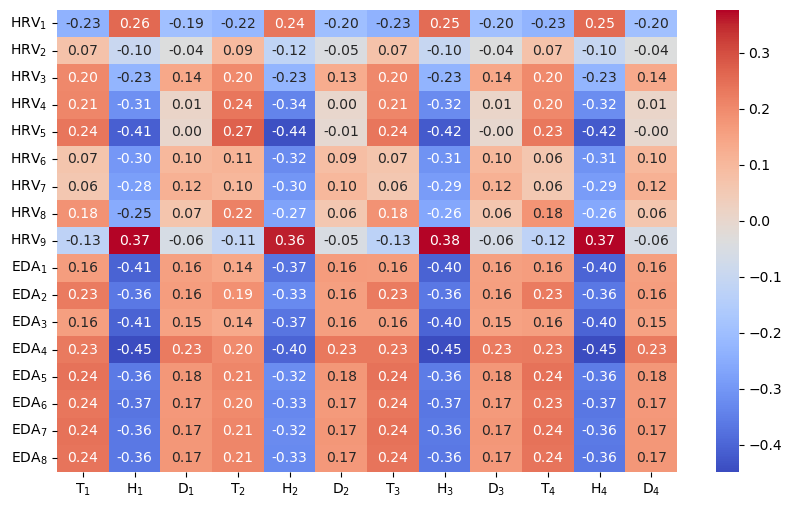 HRV₁ -0.23 0.26 -0.19 -0.22 0.24 -0.20 -0.23 0.25 -0.20 -0.23 0.25 -0.20
HRV₂ 0.07 -0.10 -0.04 0.09 -0.12 -0.05 0.07 -0.10 -0.04 0.07 -0.10 -0.04
HRV₃ 0.20 -0.23 0.14 0.20 -0.23 0.13 0.20 -0.23 0.14 0.20 -0.23 0.14
HRV₄ 0.21 -0.31 0.01 0.24 -0.34 0.00 0.21 -0.32 0.01 0.20 -0.32 0.01
HRV₅ 0.24 -0.41 0.00 0.27 -0.44 -0.01 0.24 -0.42 -0.00 0.23 -0.42 -0.00
HRV₆ 0.07 -0.30 0.10 0.11 -0.32 0.09 0.07 -0.31 0.10 0.06 -0.31 0.10
HRV₇ 0.06 -0.28 0.12 0.10 -0.30 0.10 0.06 -0.29 0.12 0.06 -0.29 0.12
HRV₈ 0.18 -0.25 0.07 0.22 -0.27 0.06 0.18 -0.26 0.06 0.18 -0.26 0.06
HRV₉ -0.13 0.37 -0.06 -0.11 0.36 -0.05 -0.13 0.38 -0.06 -0.12 0.37 -0.06
EDA₁ 0.16 -0.41 0.16 0.14 -0.37 0.16 0.16 -0.40 0.16 0.16 -0.40 0.16
EDA₂ 0.23 -0.36 0.16 0.19 -0.33 0.16 0.23 -0.36 0.16 0.23 -0.36 0.16
EDA₃ 0.16 -0.41 0.15 0.14 -0.37 0.16 0.16 -0.40 0.15 0.16 -0.40 0.15
EDA₄ 0.23 -0.45 0.23 0.20 -0.40 0.23 0.23 -0.45 0.23 0.23 -0.45 0.23
EDA₅ 0.24 -0.36 0.18 0.21 -0.32 0.18 0.24 -0.36 0.18 0.24 -0.36 0.18
EDA₆ 0.24 -0.37 0.17 0.20 -0.33 0.17 0.24 -0.37 0.17 0.23 -0.37 0.17
EDA₇ 0.24 -0.36 0.17 0.21 -0.32 0.17 0.24 -0.36 0.17 0.24 -0.36 0.17
EDA₈ 0.24 -0.36 0.17 0.21 -0.33 0.17 0.24 -0.36 0.17 0.24 -0.36 0.17
T₁ H₁ D₁ T₂ H₂ D₂ T₃ H₃ D₃ T₄ H₄ D₄
0.3
0.2
0.1
0.0
−0.1
−0.2
−0.3
−0.4